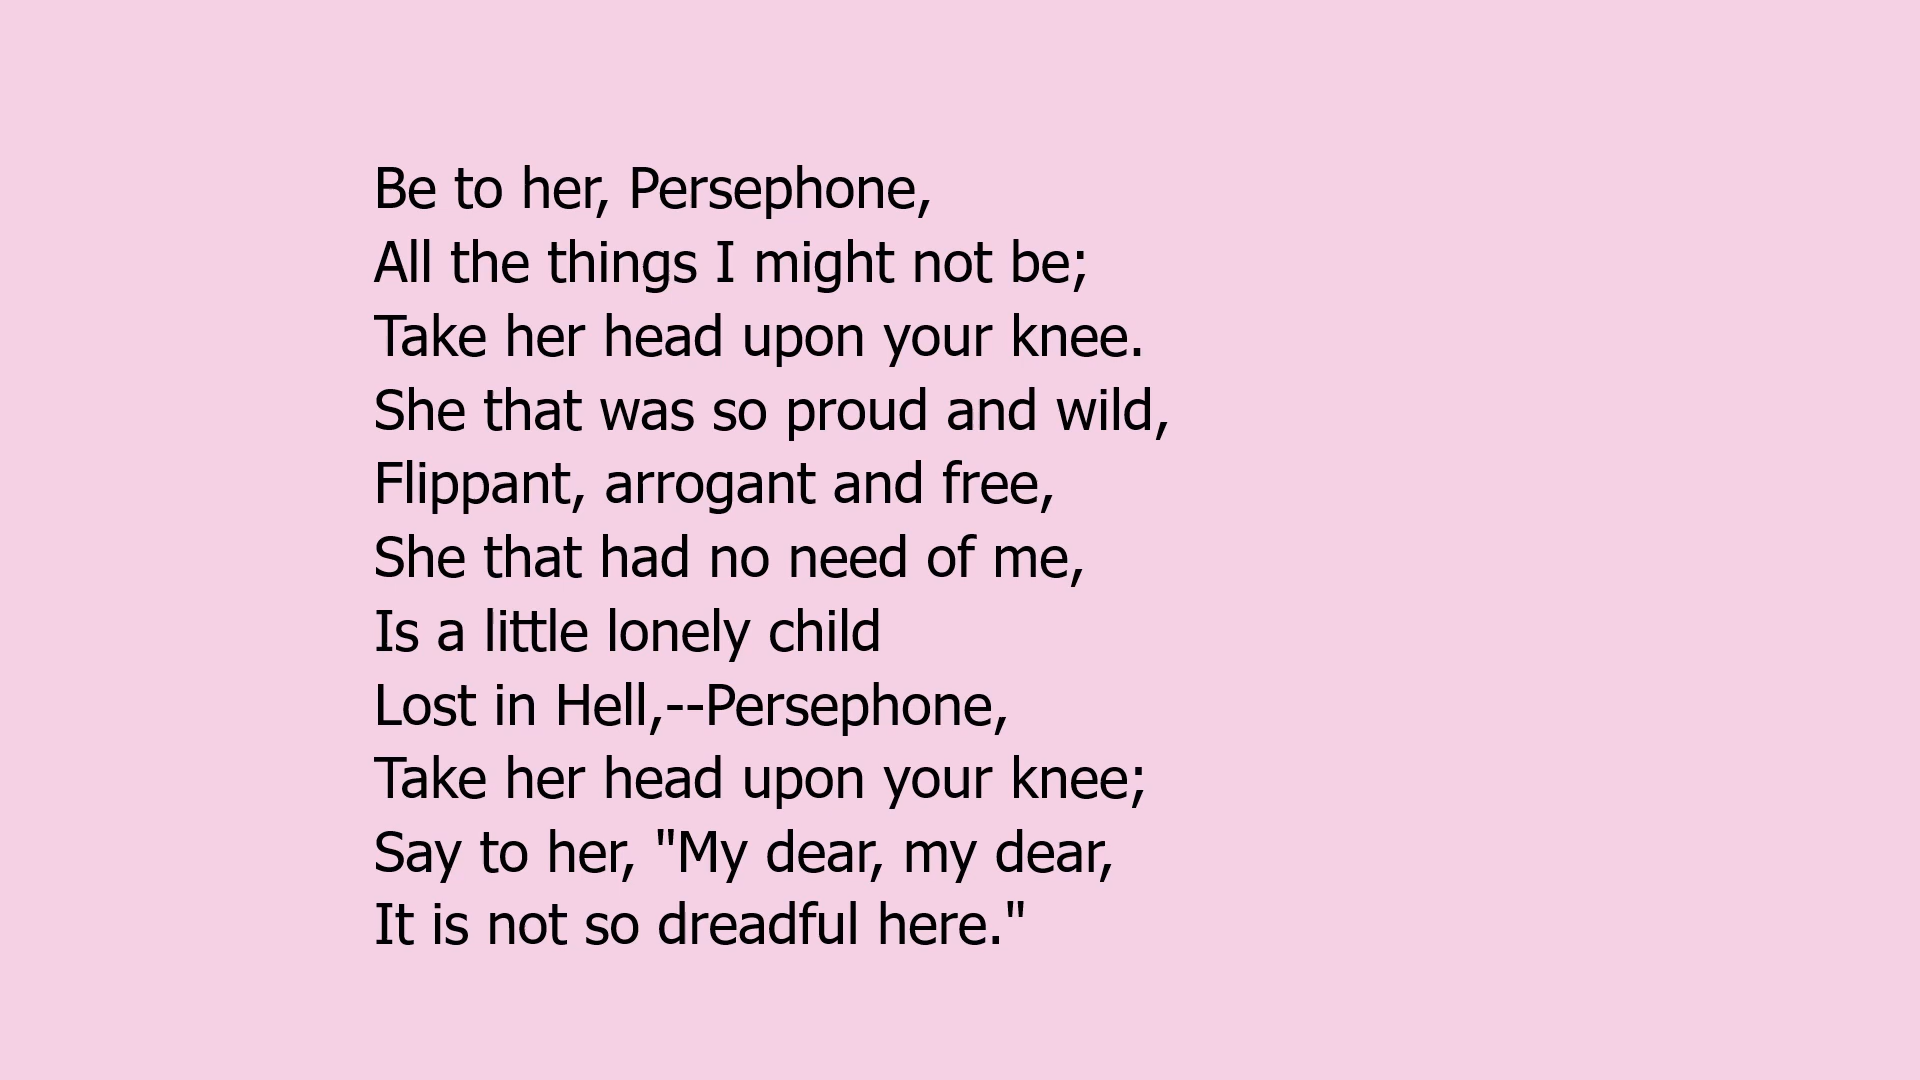 Be to her, Persephone,
All the things I might not be;
Take her head upon your knee.
She that was so proud and wild,
Flippant, arrogant and free,
She that had no need of me,
Is a little lonely child
Lost in Hell,--Persephone,
Take her head upon your knee;
Say to her, "My dear, my dear,
It is not so dreadful here."